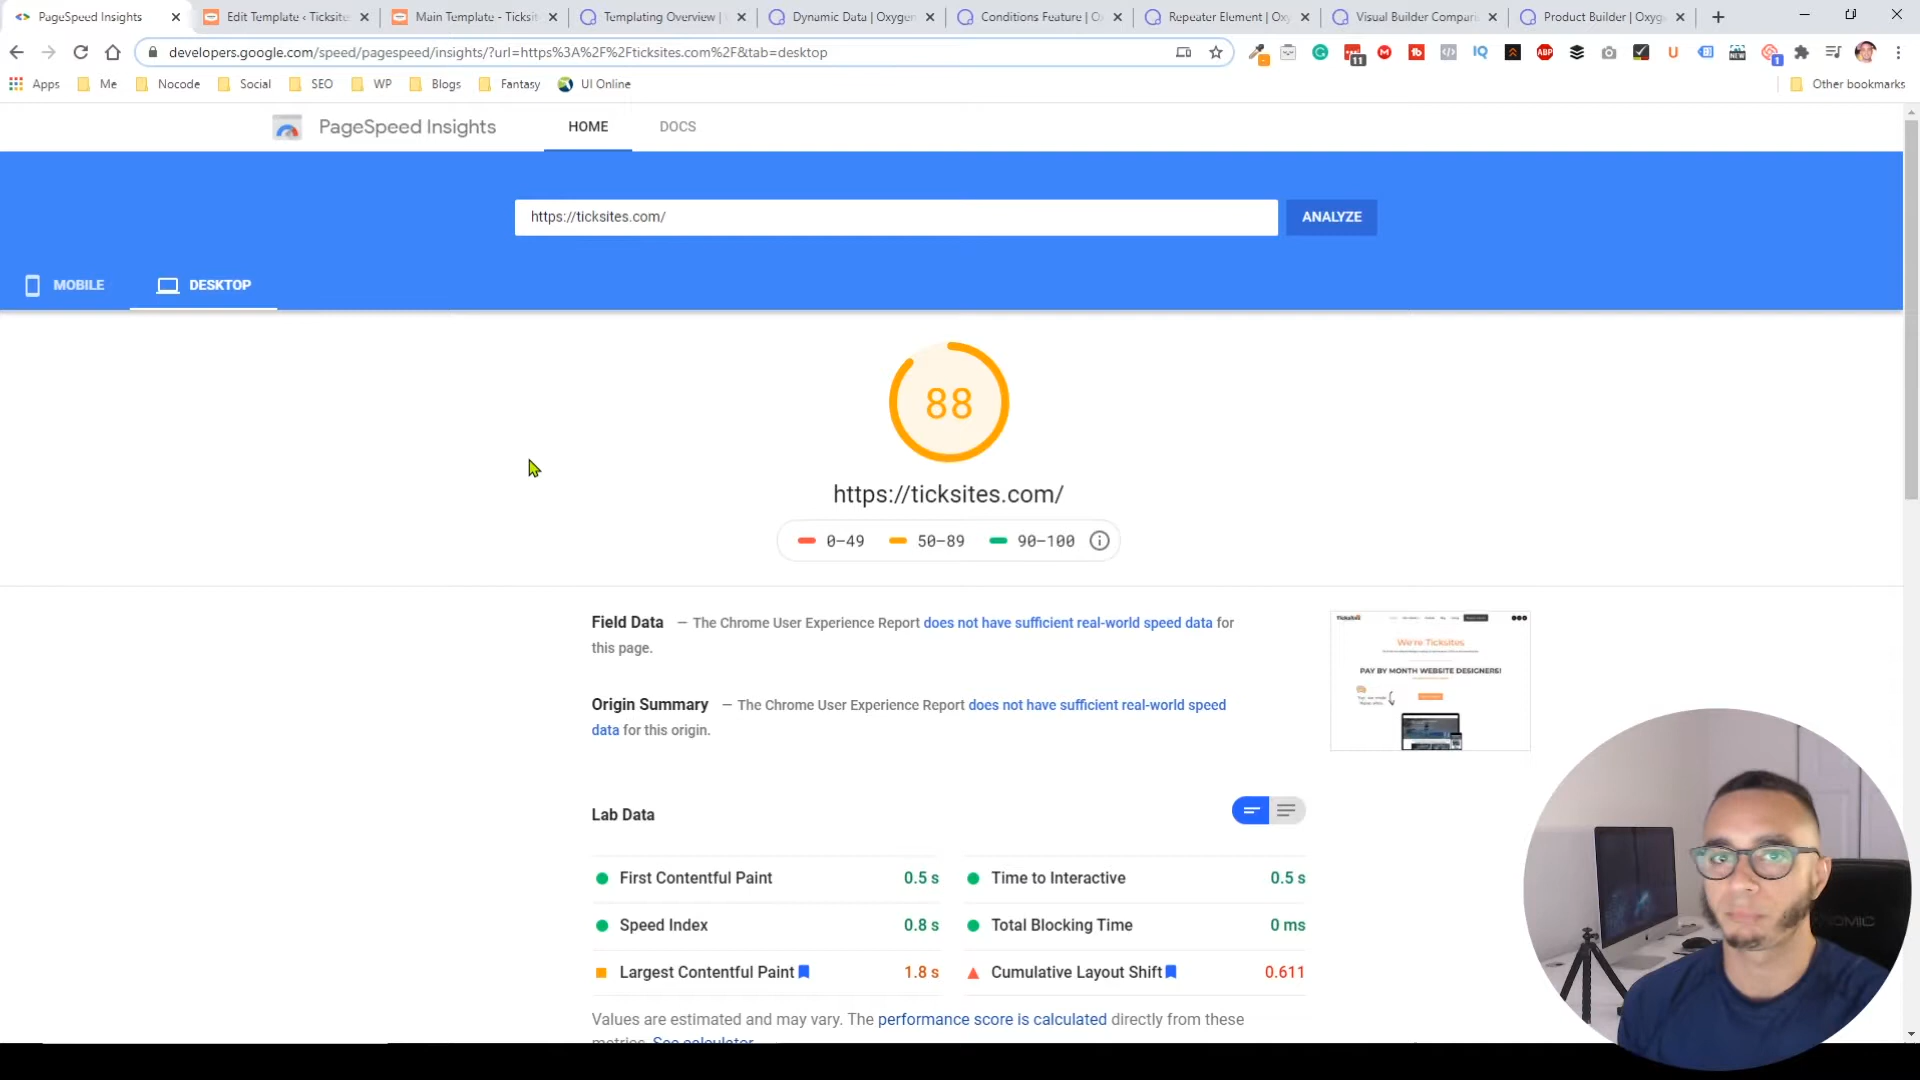 PageSpeed Insights
Edit Template ‹ Ticksite
Main Template - Ticksit
Templating Overview |
Dynamic Data | Oxygen
Conditions Feature | O
Repeater Element | Oxy
Visual Builder Compari
Product Builder | Oxyg
developers.google.com/speed/pagespeed/insights/?url=https%3A%2F%2Fticksites.com%2F&tab=desktop
Apps Me Nocode Social SEO WP Blogs Fantasy UI Online Other bookmarks
PageSpeed Insights HOME DOCS
https://ticksites.com/ ANALYZE
MOBILE DESKTOP
88
https://ticksites.com/
0–49 50–89 90–100
Field Data — The Chrome User Experience Report does not have sufficient real-world speed data for
this page.
Origin Summary — The Chrome User Experience Report does not have sufficient real-world speed
data for this origin.
We're Ticksites
PAY BY MONTH WEBSITE DESIGNERS!
Lab Data
First Contentful Paint 0.5 s
Time to Interactive 0.5 s
Speed Index 0.8 s
Total Blocking Time 0 ms
Largest Contentful Paint 1.8 s
Cumulative Layout Shift 0.611
Values are estimated and may vary. The performance score is calculated directly from these
metrics. See calculator.